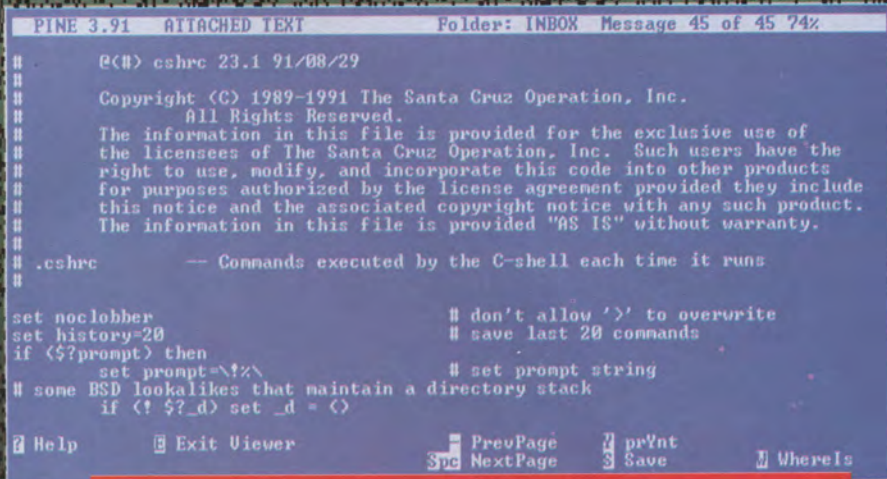 PINE 3.91   ATTACHED TEXT                    Folder: INBOX  Message 45 of 45 74%
#       @(#) cshrc 23.1 91/08/29
#
#       Copyright (C) 1989-1991 The Santa Cruz Operation, Inc.
#               All Rights Reserved.
#       The information in this file is provided for the exclusive use of
#       the licensees of The Santa Cruz Operation, Inc.  Such users have the
#       right to use, modify, and incorporate this code into other products
#       for purposes authorized by the license agreement provided they include
#       this notice and the associated copyright notice with any such product.
#       The information in this file is provided "AS IS" without warranty.
#
# .cshrc        -- Commands executed by the C-shell each time it runs
#
set noclobber                           # don't allow '>' to overwrite
set history=20                          # save last 20 commands
if ($?prompt) then
        set prompt=\!%\                 # set prompt string
# some BSD lookalikes that maintain a directory stack
        if (! $?_d) set _d = ()
? Help       E Exit Viewer              - PrevPage    Y prYnt
Spc NextPage    S Save       W WhereIs